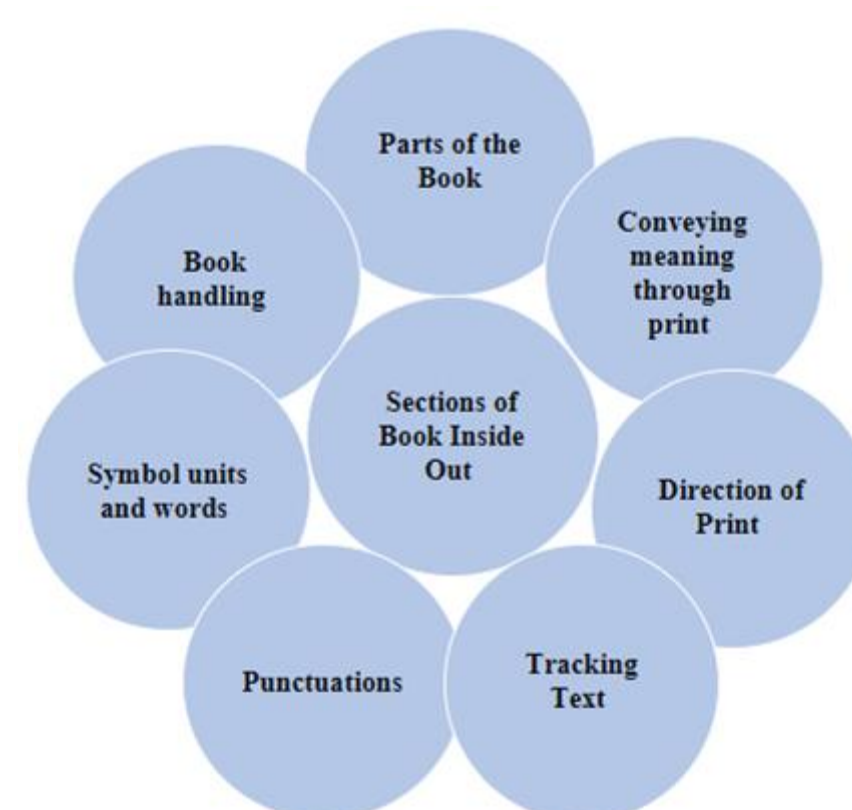 Parts of the
Book
Conveying
meaning
through
print
Direction of
Print
Tracking
Text
Punctuations
Symbol units
and words
Book
handling
Sections of
Book Inside
Out